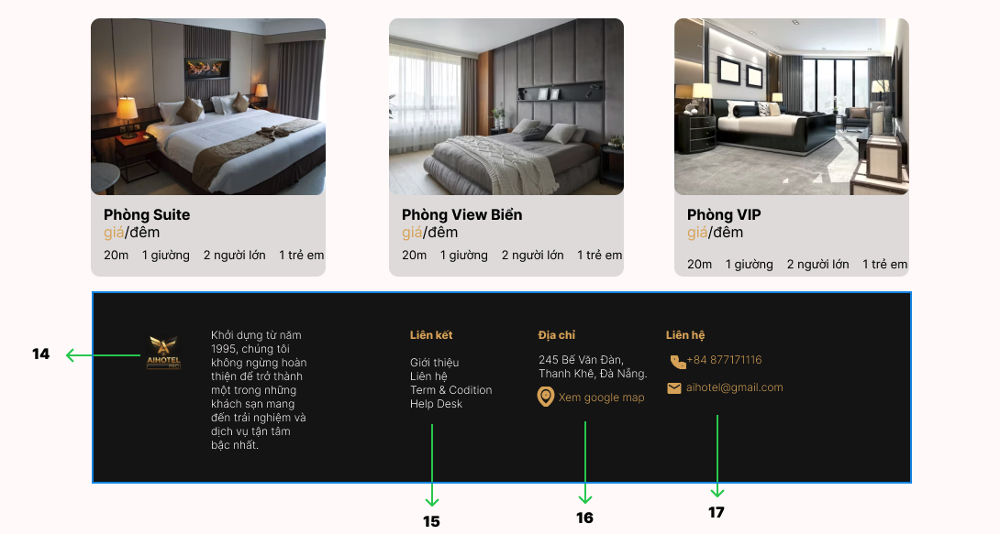 Phòng Suite
giá/đêm
20m 1 giường 2 người lớn 1 trẻ em
Phòng View Biển
giá/đêm
20m 1 giường 2 người lớn 1 trẻ em
Phòng VIP
giá/đêm
20m 1 giường 2 người lớn 1 trẻ em
14
AIHOTEL
PRO
Khởi dựng từ năm
1995, chúng tôi
không ngừng hoàn
thiện để trở thành
một trong những
khách sạn mang
đến trải nghiệm và
dịch vụ tận tâm
bậc nhất.
Liên kết
Giới thiệu
Liên hệ
Term & Codition
Help Desk
Địa chỉ
245 Bế Văn Đàn,
Thanh Khê, Đà Nẵng.
Xem google map
Liên hệ
+84 877171116
aihotel@gmail.com
15
16
17